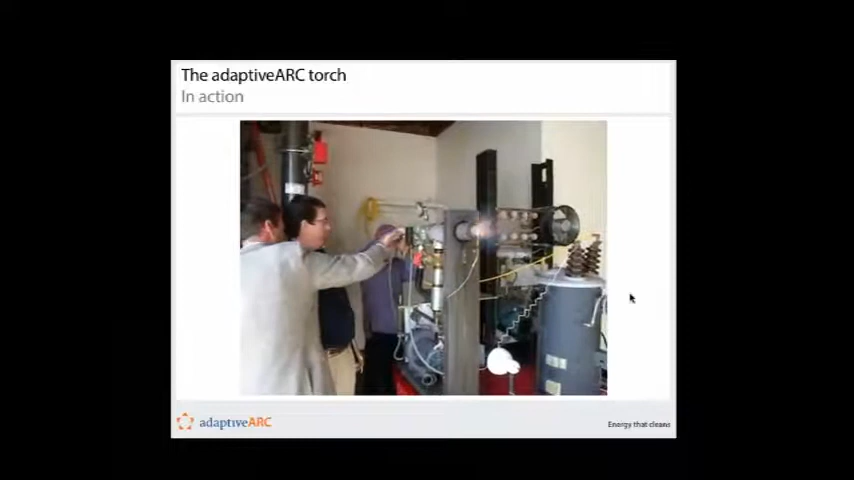 The adaptiveARC torch
In action
adaptiveARC
Energy that cleans